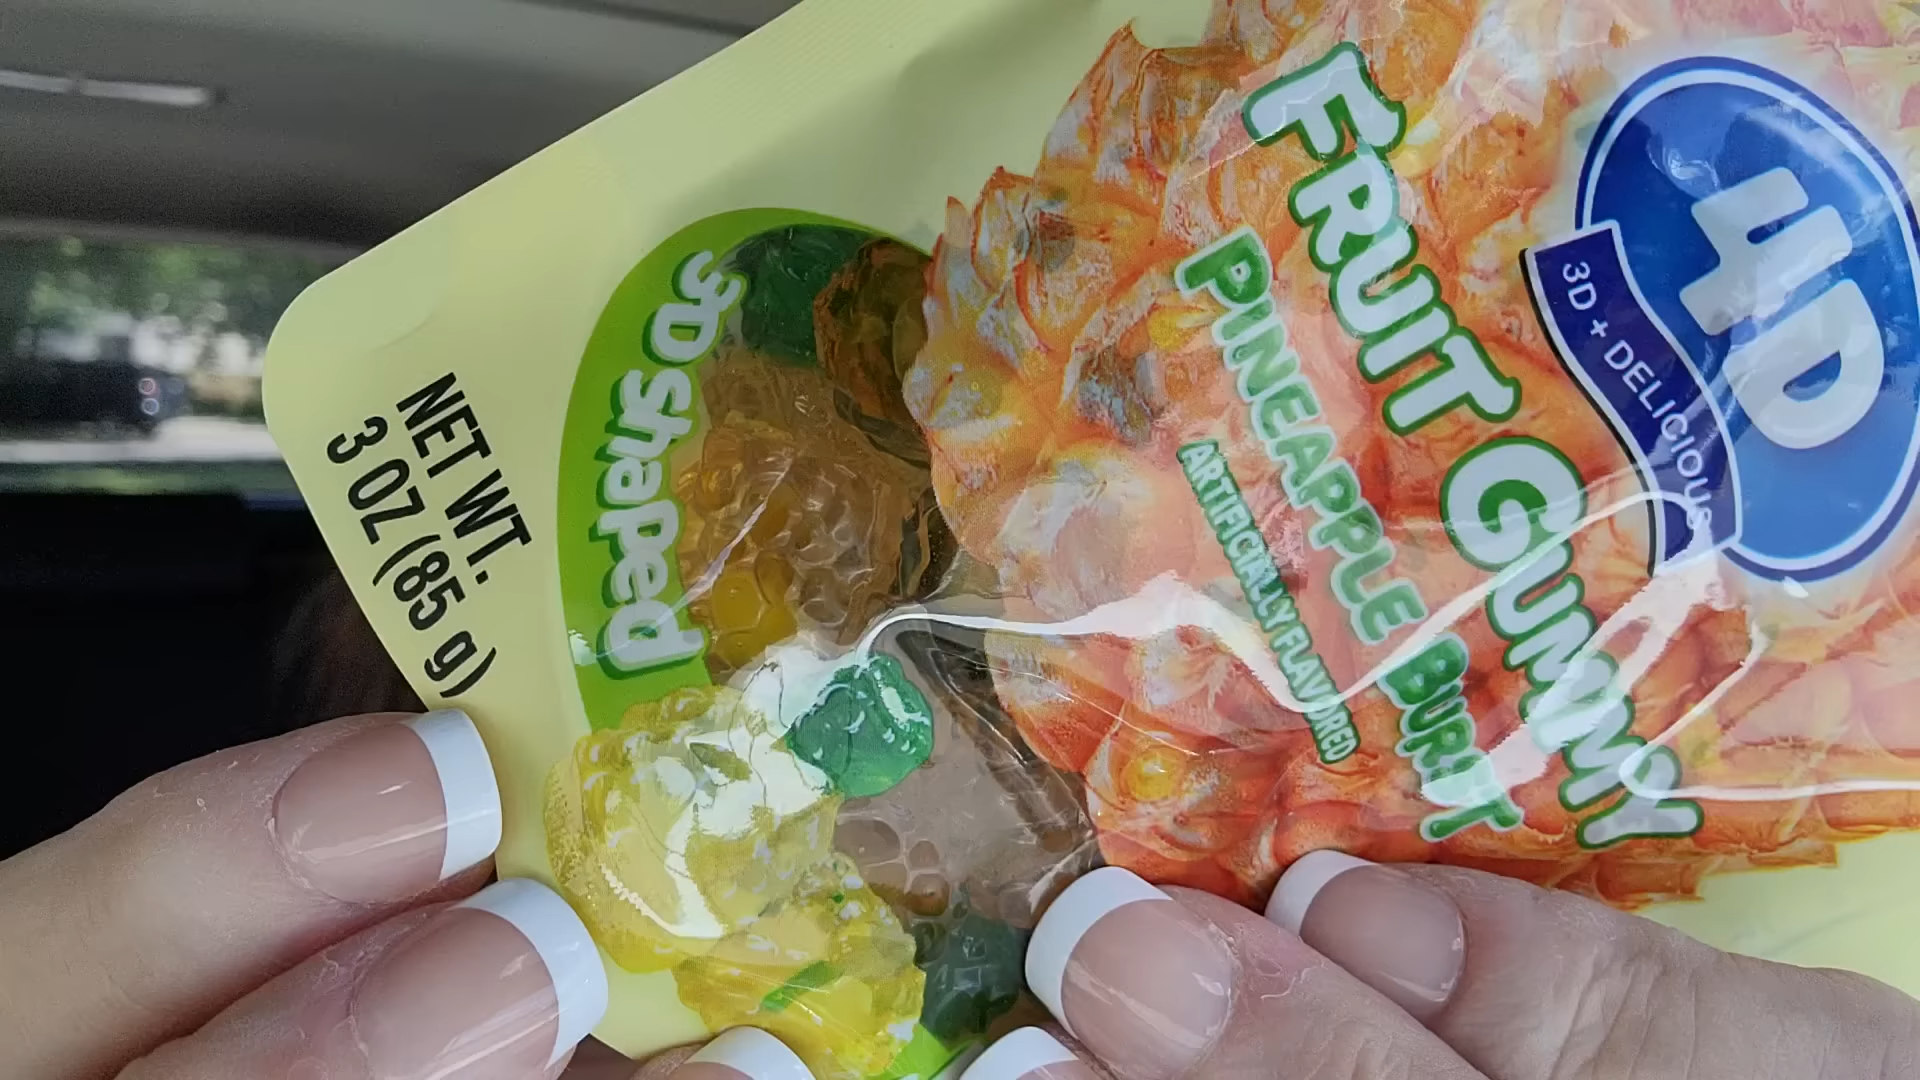 4D
3D + DELICIOUS
FRUIT GUMMY
PINEAPPLE BURST
ARTIFICIALLY FLAVORED
3D Shaped
NET WT.
3 OZ (85 g)